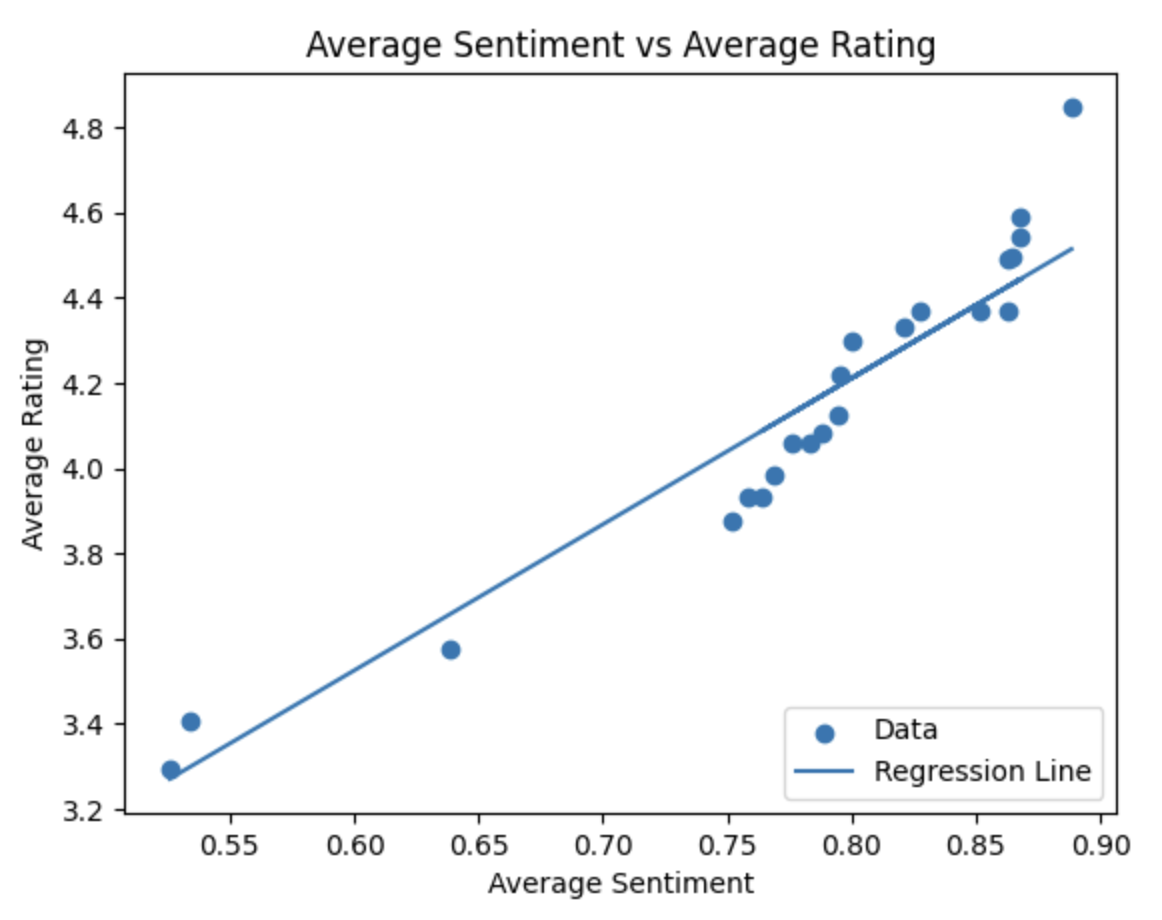 Average Sentiment vs Average Rating
4.8
4.6
4.4
4.2
4.0
3.8
3.6
3.4
3.2
Average Rating
Data
Regression Line
0.55 0.60 0.65 0.70 0.75 0.80 0.85 0.90
Average Sentiment